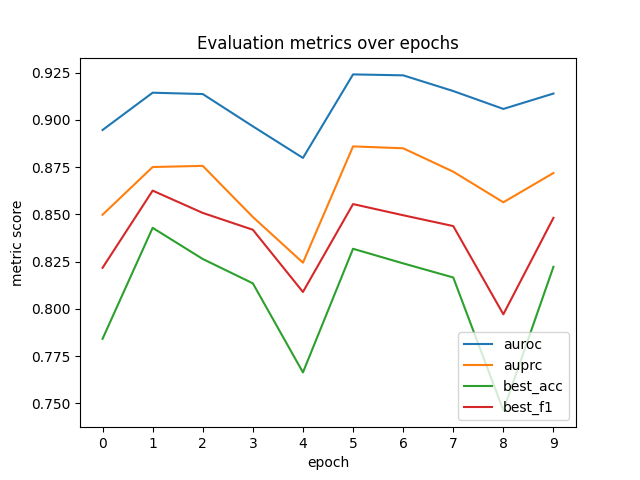 Evaluation metrics over epochs
metric score
0.925
0.900
0.875
0.850
0.825
0.800
0.775
0.750
auroc
auprc
best_acc
best_f1
0 1 2 3 4 5 6 7 8 9
epoch